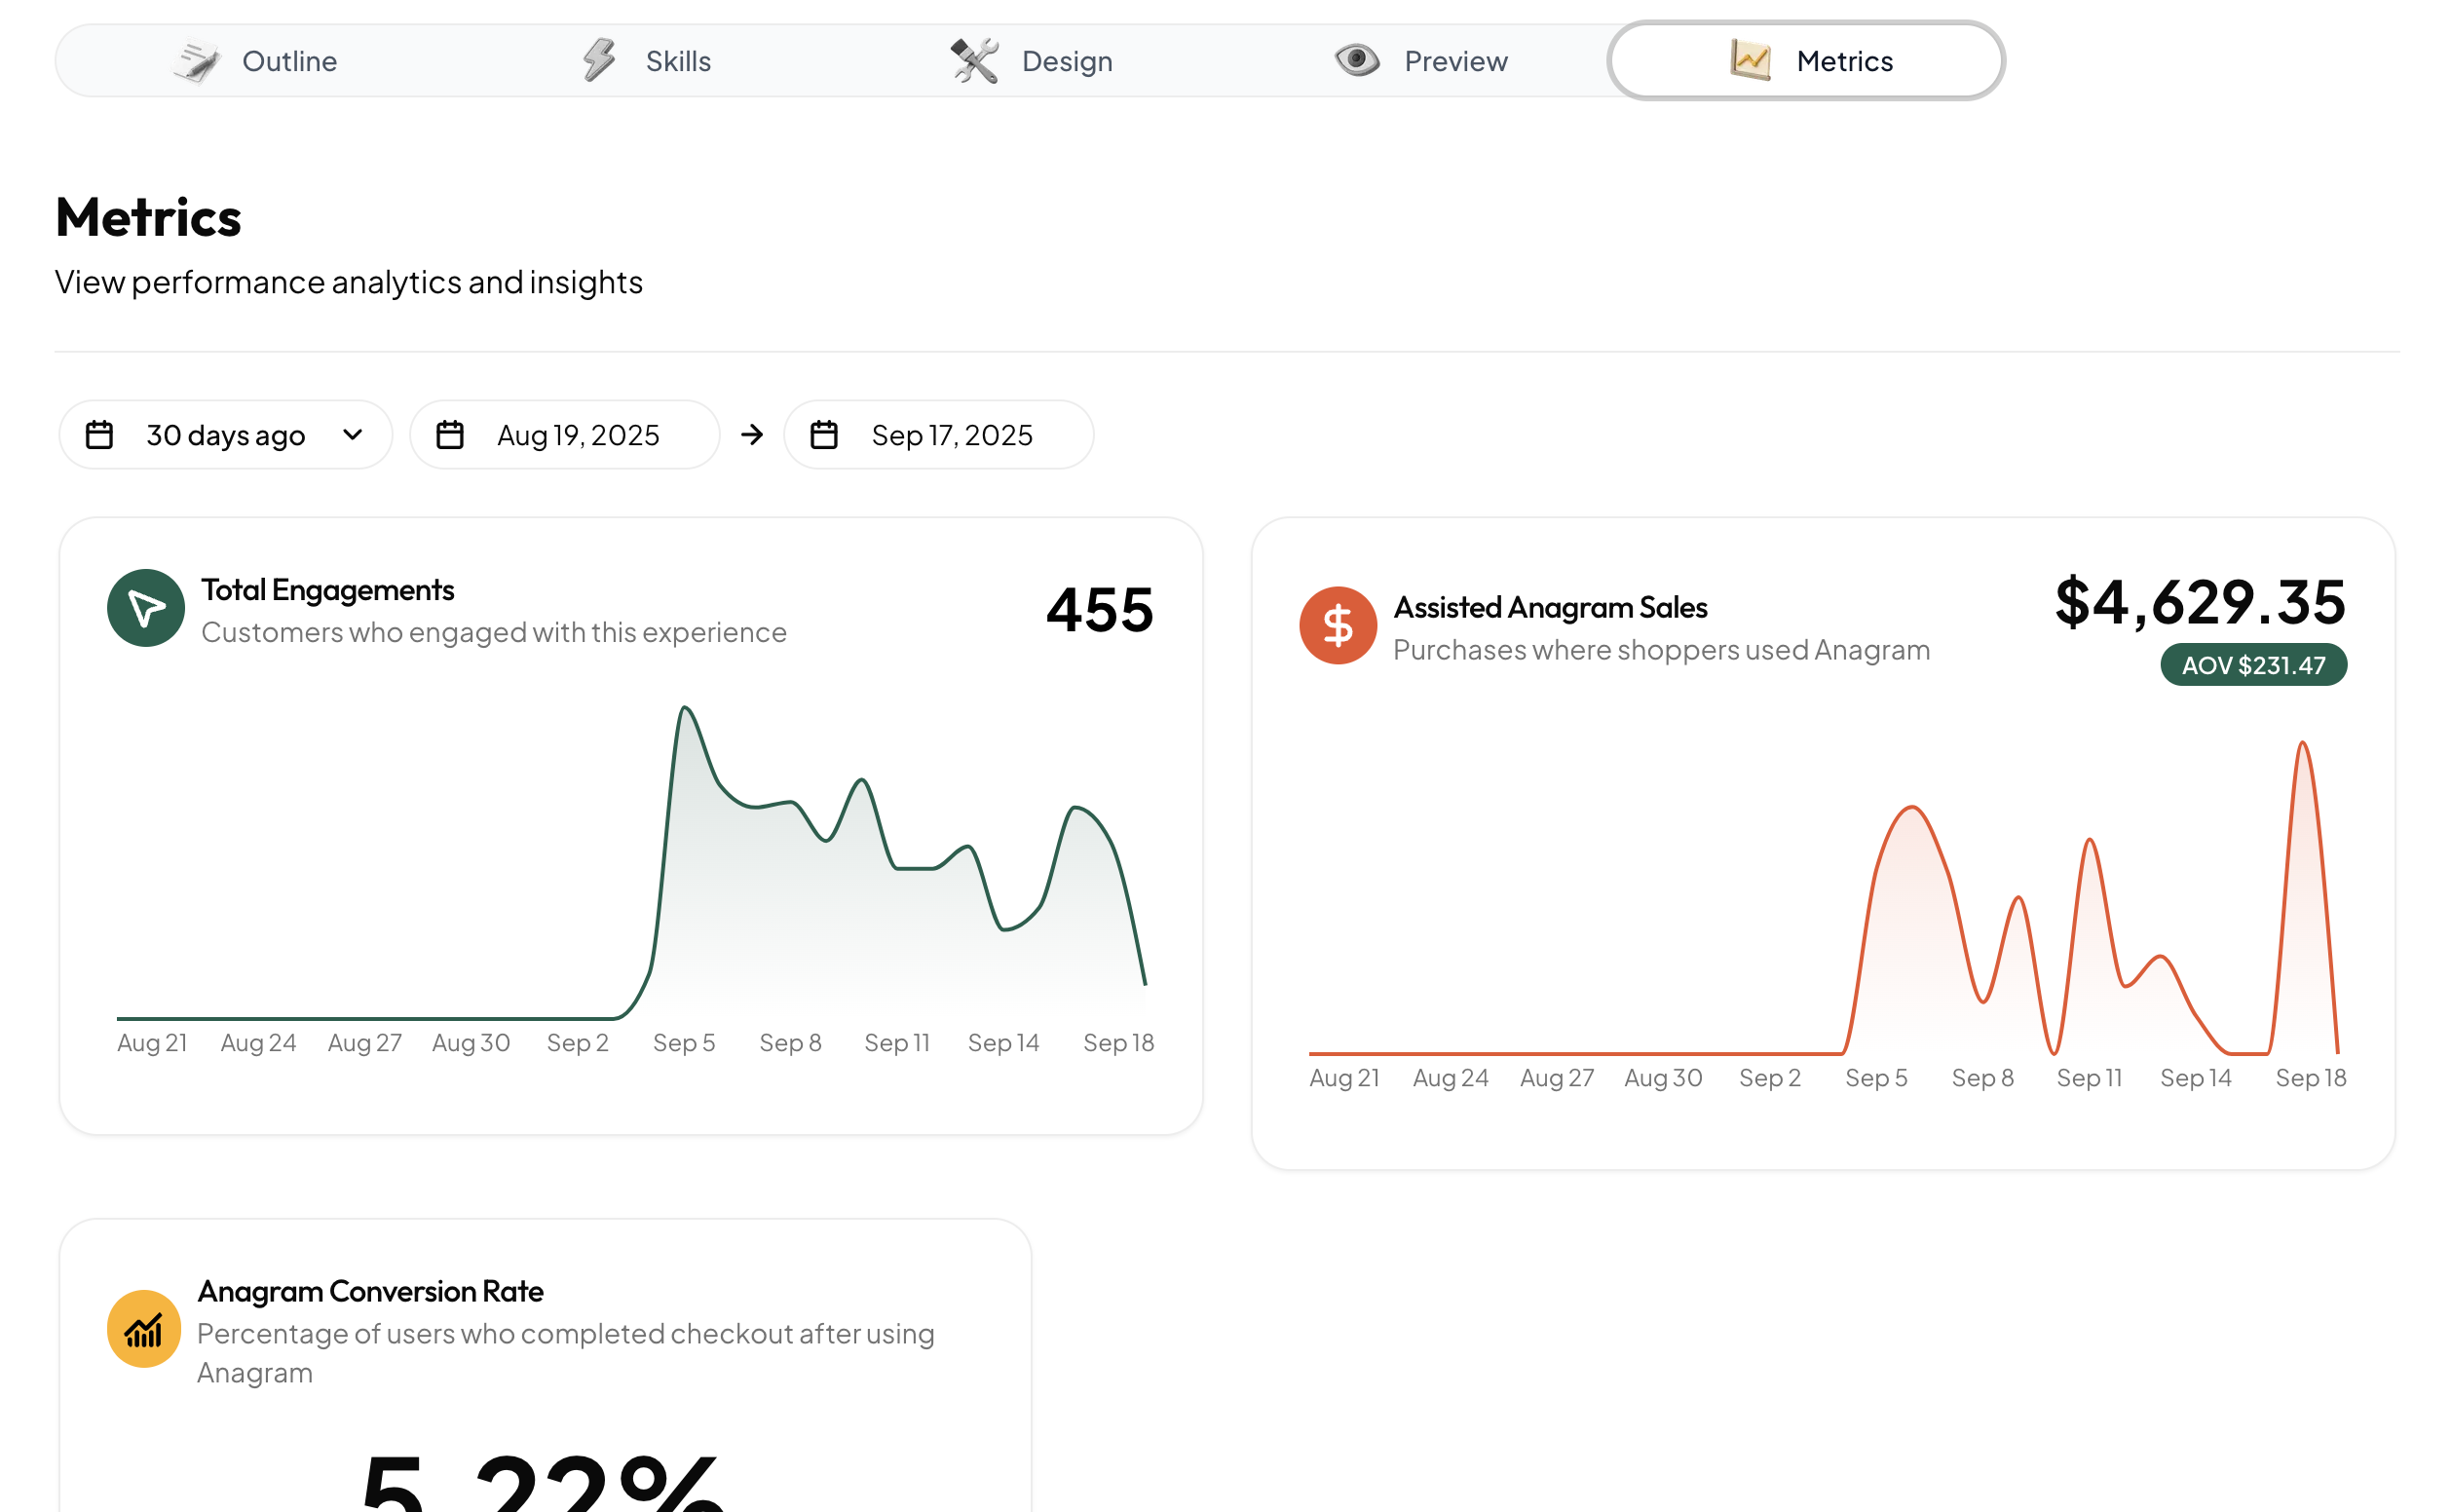 Outline Skills Design Preview Metrics
Metrics
View performance analytics and insights
30 days ago Aug 19, 2025 Sep 17, 2025
Total Engagements
Customers who engaged with this experience
455
Aug 21 Aug 24 Aug 27 Aug 30 Sep 2 Sep 5 Sep 8 Sep 11 Sep 14 Sep 18
Assisted Anagram Sales
Purchases where shoppers used Anagram
$4,629.35
AOV $231.47
Aug 21 Aug 24 Aug 27 Aug 30 Sep 2 Sep 5 Sep 8 Sep 11 Sep 14 Sep 18
Anagram Conversion Rate
Percentage of users who completed checkout after using
Anagram
5.22%